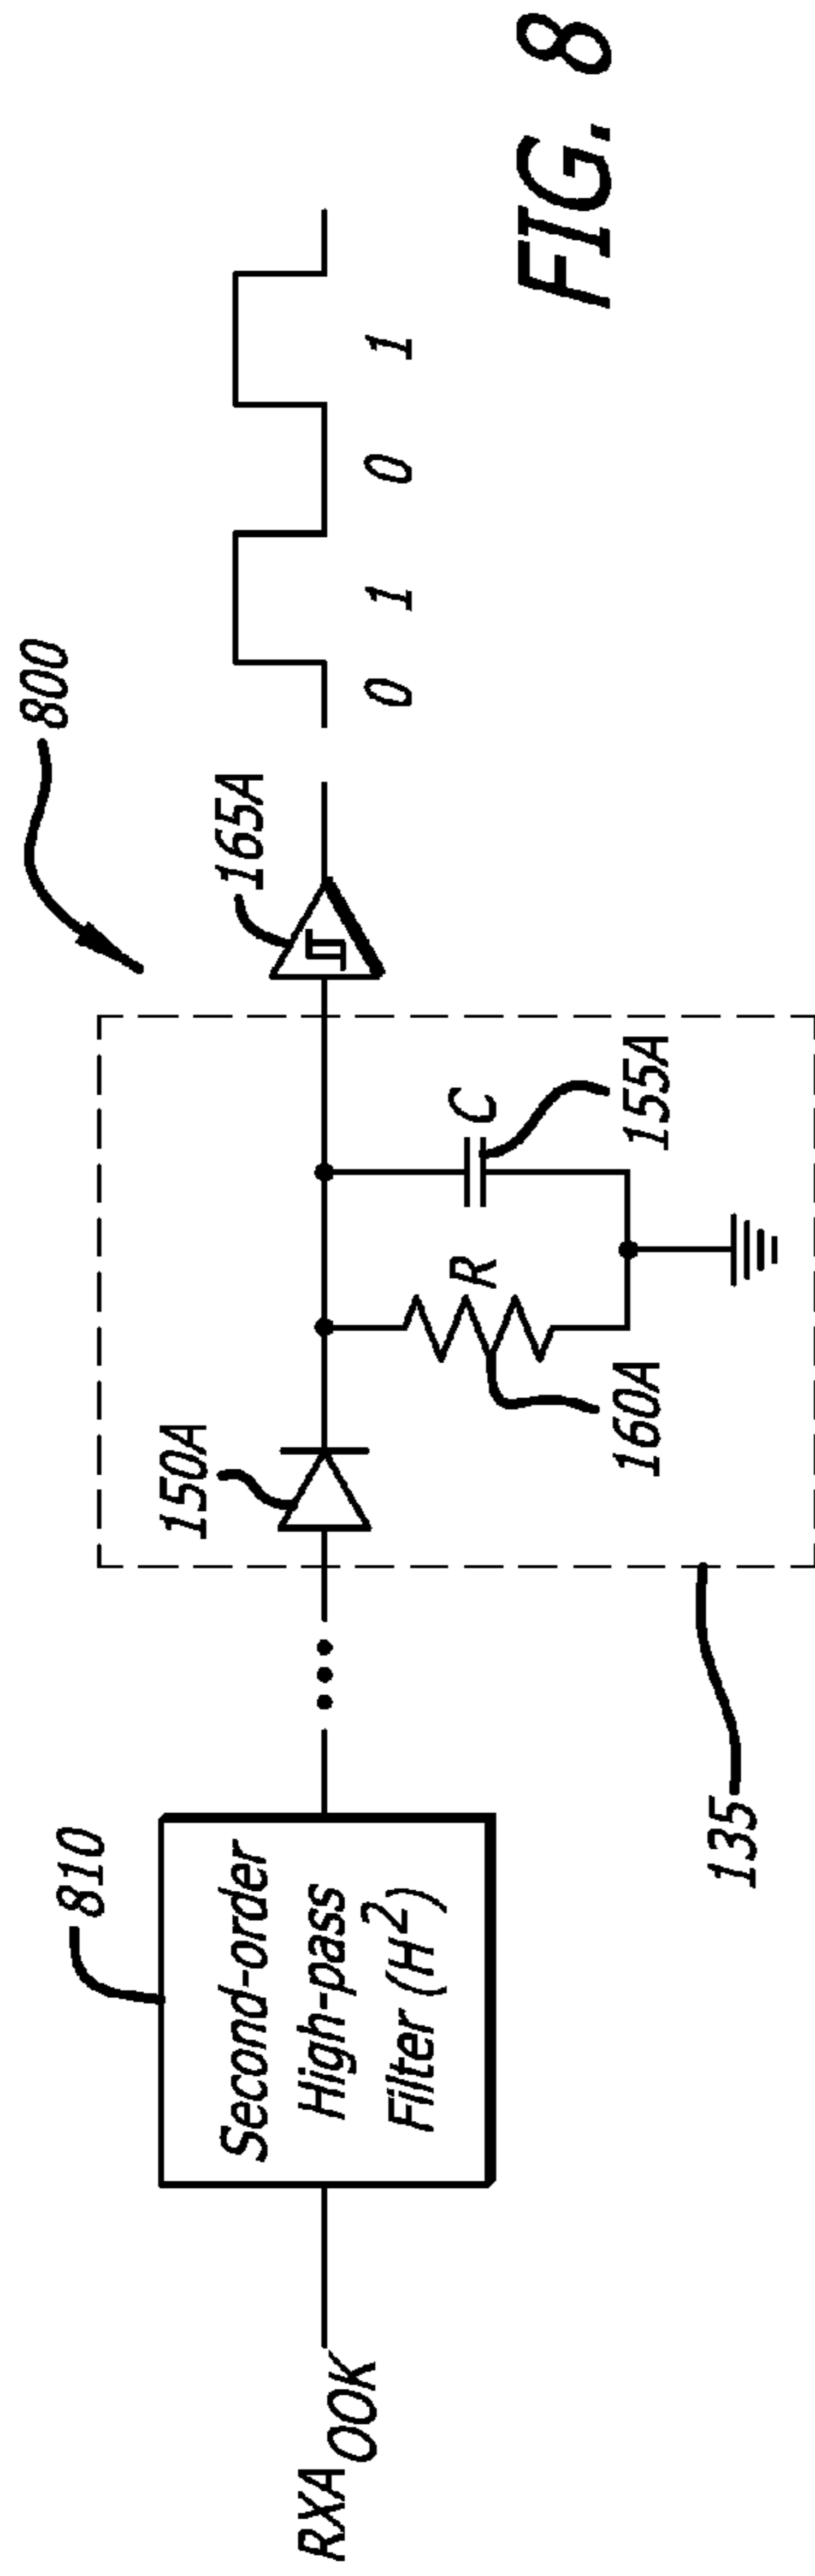 800
810
Second-order
High-pass
Filter (H²)
RXA OOK
150A
R
160A
C
155A
135
165A
0 1 0 1
FIG. 8